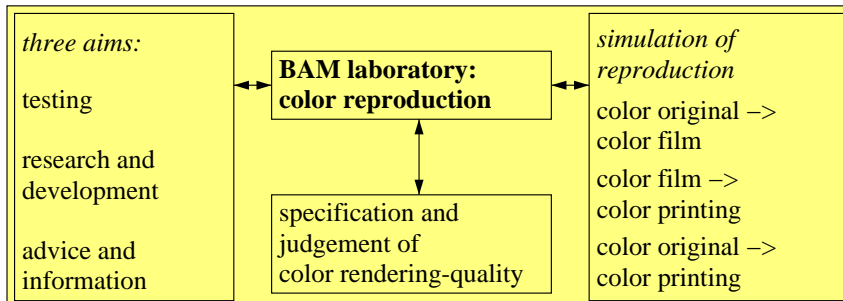 three aims:
testing
research and
development
advice and
information
BAM laboratory:
color reproduction
specification and
judgement of
color rendering-quality
simulation of
reproduction
color original −>
color film
color film −>
color printing
color original −>
color printing